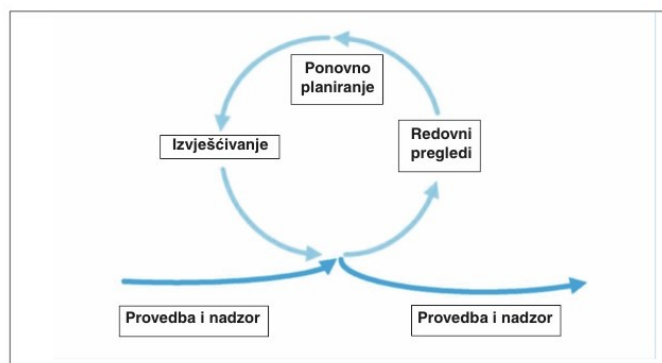 Ponovno
planiranje
Izvješćivanje
Redovni
pregledi
Provedba i nadzor
Provedba i nadzor